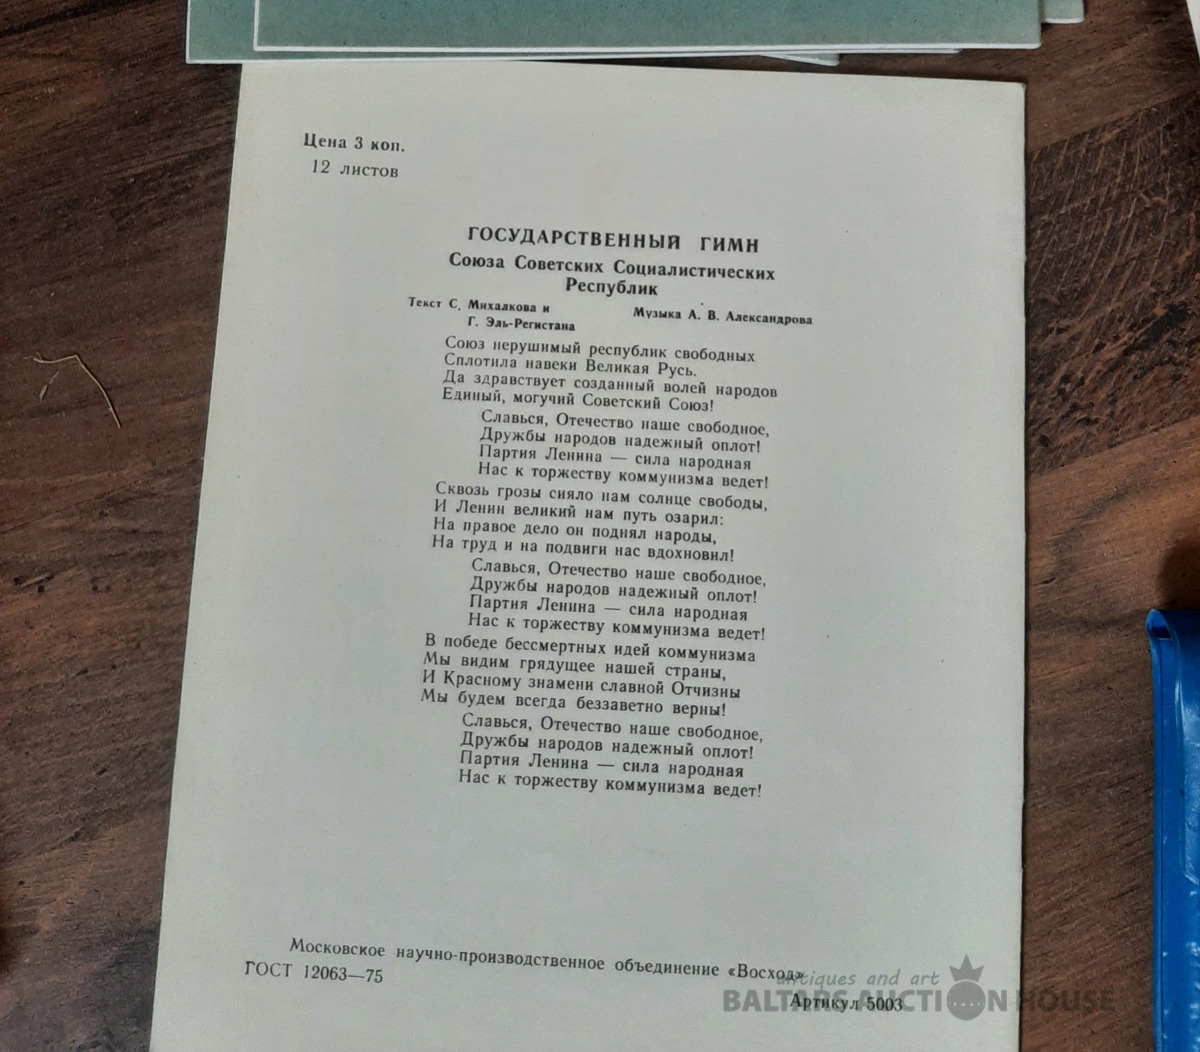 Цена 3 коп.
12 листов
ГОСУДАРСТВЕННЫЙ ГИМН
Союза Советских Социалистических
Республик
Текст С. Михалкова и
Г. Эль-Регистана
Музыка А. В. Александрова
Союз нерушимый республик свободных
Сплотила навеки Великая Русь.
Да здравствует созданный волей народов
Единый, могучий Советский Союз!
Славься, Отечество наше свободное,
Дружбы народов надежный оплот!
Партия Ленина — сила народная
Нас к торжеству коммунизма ведет!
Сквозь грозы сияло нам солнце свободы,
И Ленин великий нам путь озарил:
На правое дело он поднял народы,
На труд и на подвиги нас вдохновил!
Славься, Отечество наше свободное,
Дружбы народов надежный оплот!
Партия Ленина — сила народная
Нас к торжеству коммунизма ведет!
В победе бессмертных идей коммунизма
Мы видим грядущее нашей страны,
И Красному знамени славной Отчизны
Мы будем всегда беззаветно верны!
Славься, Отечество наше свободное,
Дружбы народов надежный оплот!
Партия Ленина — сила народная
Нас к торжеству коммунизма ведет!
Московское научно-производственное объединение «Восход»
ГОСТ 12063—75
Артикул 5003
antiques and art
BALTARS AUCTION HOUSE